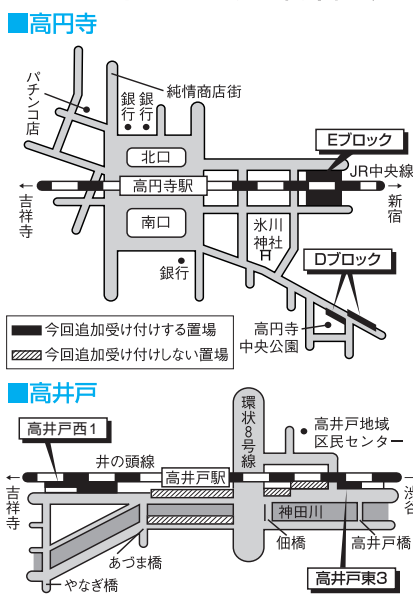 ■高円寺
パチンコ店
銀行
銀行
純情商店街
Eブロック
北口
JR中央線
←
吉祥寺
高円寺駅
→
新宿
南口
氷川
神社
銀行
Dブロック
高円寺
中央公園
今回追加受け付けする置場
今回追加受け付けしない置場
■高井戸
環状8号線
高井戸西1
高井戸地域
区民センター
井の頭線
←
吉祥寺
高井戸駅
→
渋谷
神田川
あづま橋
佃橋
高井戸橋
やなぎ橋
高井戸東3